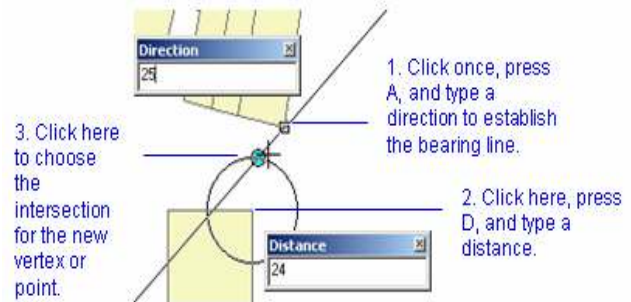 Direction
25
1. Click once, press
A, and type a
direction to establish
the bearing line.
3. Click here
to choose
the
intersection
for the new
vertex or
point.
2. Click here, press
D, and type a
distance.
Distance
24